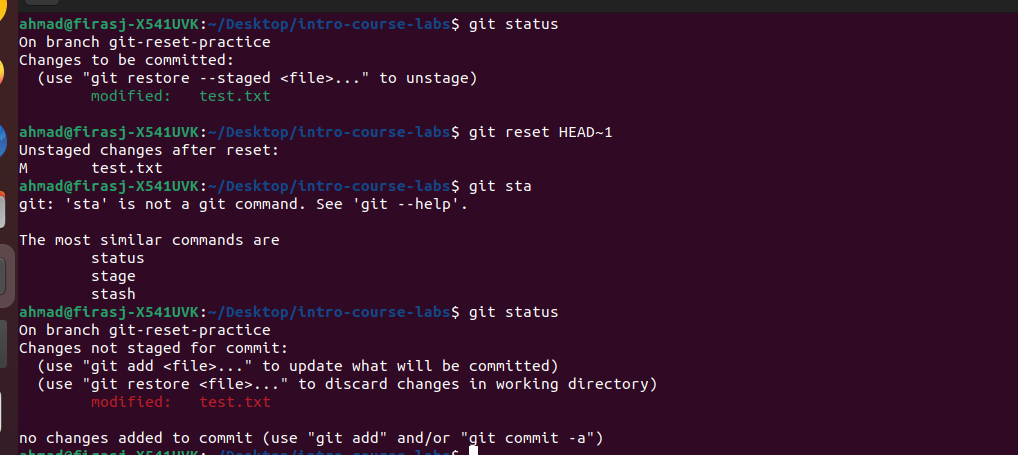 ahmad@firasj-X541UVK:~/Desktop/intro-course-labs$ git status
On branch git-reset-practice
Changes to be committed:
  (use "git restore --staged <file>..." to unstage)
        modified:   test.txt

ahmad@firasj-X541UVK:~/Desktop/intro-course-labs$ git reset HEAD~1
Unstaged changes after reset:
M       test.txt
ahmad@firasj-X541UVK:~/Desktop/intro-course-labs$ git sta
git: 'sta' is not a git command. See 'git --help'.

The most similar commands are
        status
        stage
        stash
ahmad@firasj-X541UVK:~/Desktop/intro-course-labs$ git status
On branch git-reset-practice
Changes not staged for commit:
  (use "git add <file>..." to update what will be committed)
  (use "git restore <file>..." to discard changes in working directory)
        modified:   test.txt

no changes added to commit (use "git add" and/or "git commit -a")
ahmad@firasj-X541UVK:~/Desktop/intro-course-labs$